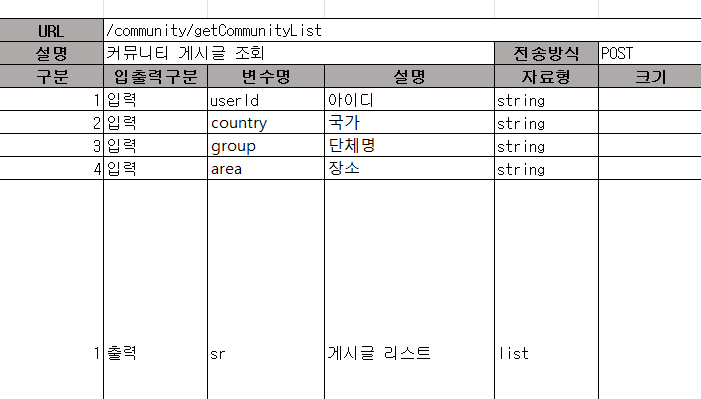 URL /community/getCommunityList
설명 커뮤니티 게시글 조회 전송방식 POST
구분 입출력구분 변수명 설명 자료형 크기
1 입력 userId 아이디 string
2 입력 country 국가 string
3 입력 group 단체명 string
4 입력 area 장소 string
1 출력 sr 게시글 리스트 list